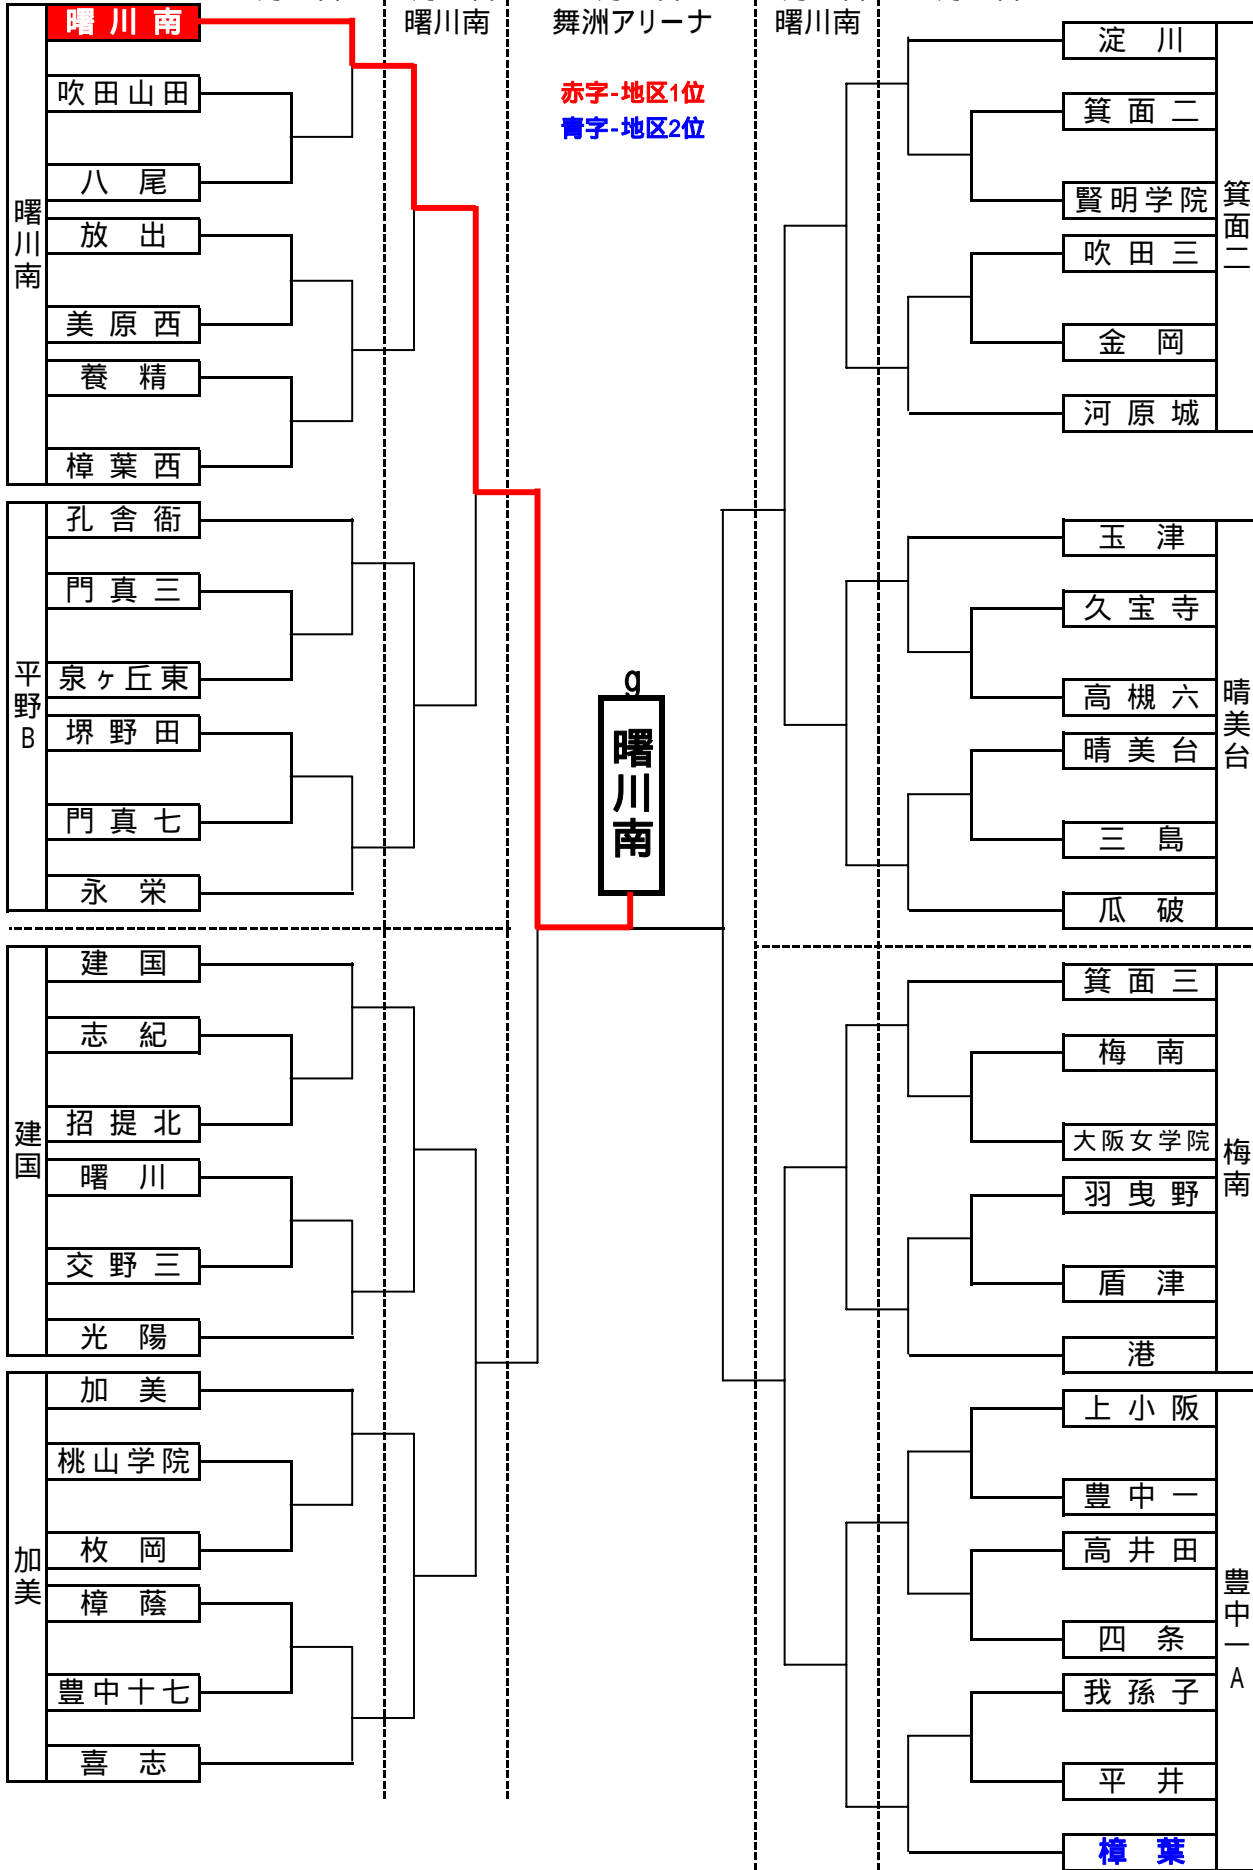 曙川南
舞洲アリーナ
曙川南
赤字-地区1位
青字-地区2位
曙川南
曙川南
吹田山田
八尾
放出
美原西
養精
樟葉西
平野B
孔舎衙
門真三
泉ヶ丘東
堺野田
門真七
永栄
建国
建国
志紀
招提北
曙川
交野三
光陽
加美
加美
桃山学院
枚岡
樟蔭
豊中十七
喜志
g
曙川南
淀川
箕面二
賢明学院
吹田三
金岡
河原城
箕面二
玉津
久宝寺
高槻六
晴美台
三島
瓜破
晴美台
箕面三
梅南
大阪女学院
羽曳野
盾津
港
梅南
上小阪
豊中一
高井田
四条
我孫子
平井
樟葉
豊中一A